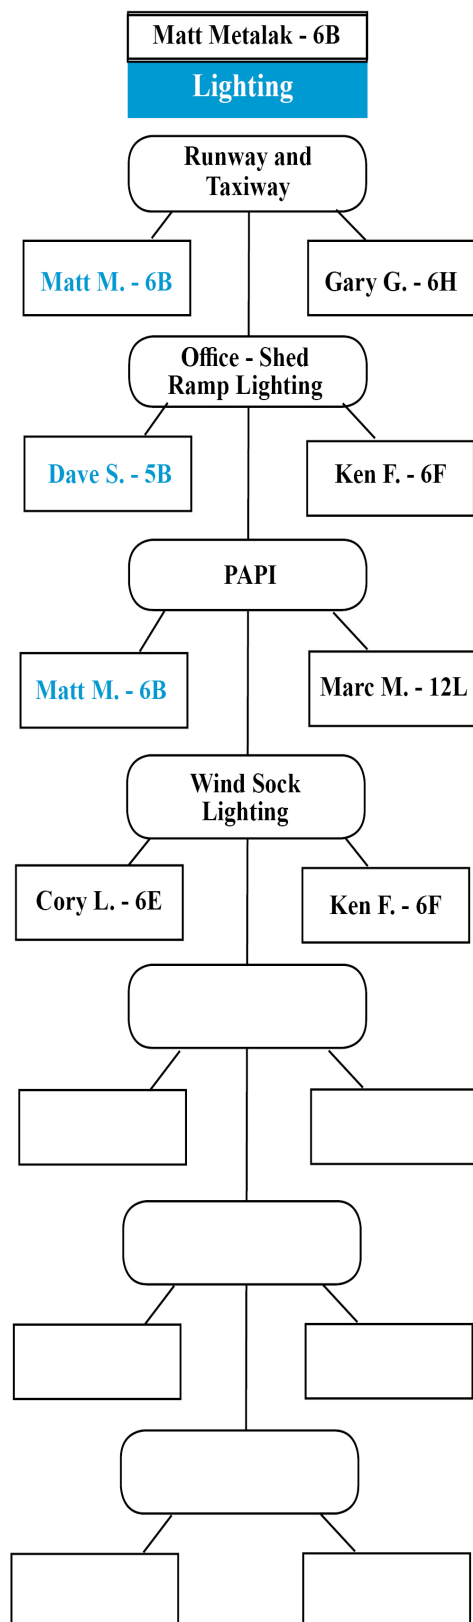 Matt Metalak - 6B
Lighting
Runway and
Taxiway
Matt M. - 6B
Gary G. - 6H
Office - Shed
Ramp Lighting
Dave S. - 5B
Ken F. - 6F
PAPI
Matt M. - 6B
Marc M. - 12L
Wind Sock
Lighting
Cory L. - 6E
Ken F. - 6F